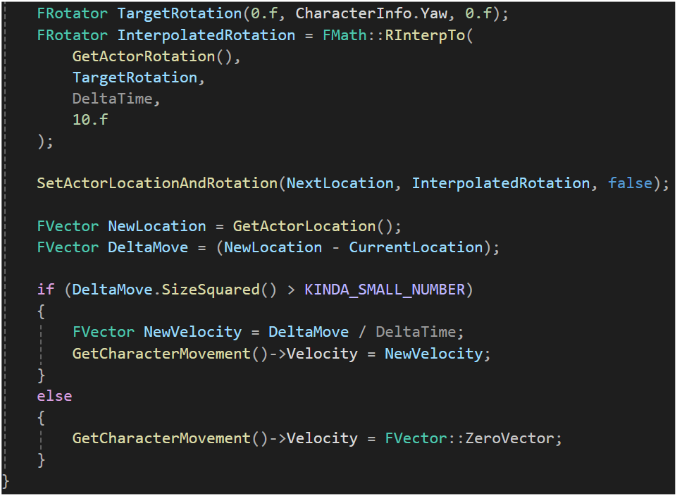 FRotator TargetRotation(0.f, CharacterInfo.Yaw, 0.f);
FRotator InterpolatedRotation = FMath::RInterpTo(
GetActorRotation(),
TargetRotation,
DeltaTime,
10.f
);
SetActorLocationAndRotation(NextLocation, InterpolatedRotation, false);
FVector NewLocation = GetActorLocation();
FVector DeltaMove = (NewLocation - CurrentLocation);
if (DeltaMove.SizeSquared() > KINDA_SMALL_NUMBER)
{
FVector NewVelocity = DeltaMove / DeltaTime;
GetCharacterMovement()->Velocity = NewVelocity;
}
else
{
GetCharacterMovement()->Velocity = FVector::ZeroVector;
}
}